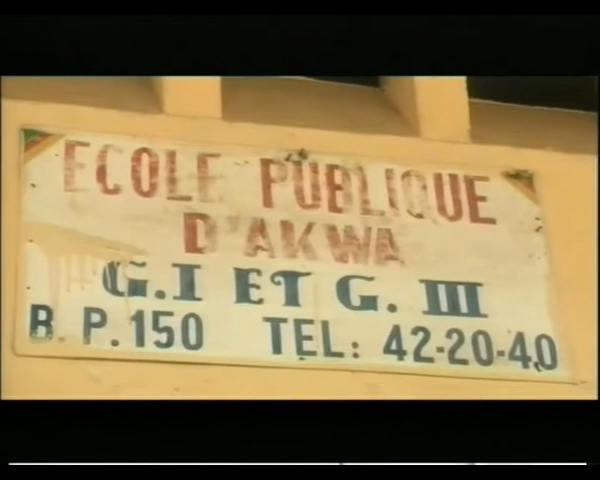 ECOLE PUBLIQUE
D'AKWA
G.I ET G. III
B.P.150 TEL: 42-20-40